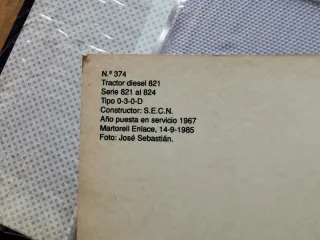 N.º 374
Tractor diesel 821
Serie 821 al 824
Tipo 0-3-0-D
Constructor: S.E.C.N.
Año puesta en servicio 1967
Martorell Enlace, 14-9-1985
Foto: José Sebastián.